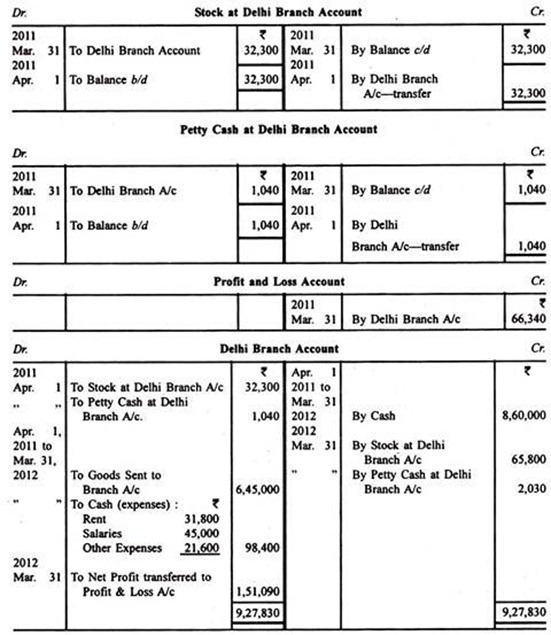 Dr. Stock at Delhi Branch Account Cr.
2011 ₹ 2011 ₹
Mar. 31 To Delhi Branch Account 32,300 Mar. 31 By Balance c/d 32,300
2011 2011
Apr. 1 To Balance b/d 32,300 Apr. 1 By Delhi Branch
A/c—transfer 32,300
Petty Cash at Delhi Branch Account
Dr. Cr.
2011 ₹ 2011 ₹
Mar. 31 To Delhi Branch A/c 1,040 Mar. 31 By Balance c/d 1,040
2011 2011
Apr. 1 To Balance b/d 1,040 Apr. 1 By Delhi
Branch A/c—transfer 1,040
Dr. Profit and Loss Account Cr.
2011 ₹
Mar. 31 By Delhi Branch A/c 66,340
Dr. Delhi Branch Account Cr.
2011 ₹ Apr. 1 ₹
Apr. 1 To Stock at Delhi Branch A/c 32,300 2011 to
„ „ To Petty Cash at Delhi Mar. 31
Branch A/c. 1,040 2012 By Cash 8,60,000
Apr. 1, 2012
2011 to Mar. 31 By Stock at Delhi
Mar. 31, Branch A/c 65,800
2012 To Goods Sent to " " By Petty Cash at Delhi
Branch A/c 6,45,000 Branch A/c 2,030
" " To Cash (expenses) : ₹
Rent 31,800
Salaries 45,000
Other Expenses 21,600 98,400
2012
Mar. 31 To Net Profit transferred to
Profit & Loss A/c 1,51,090
9,27,830 9,27,830